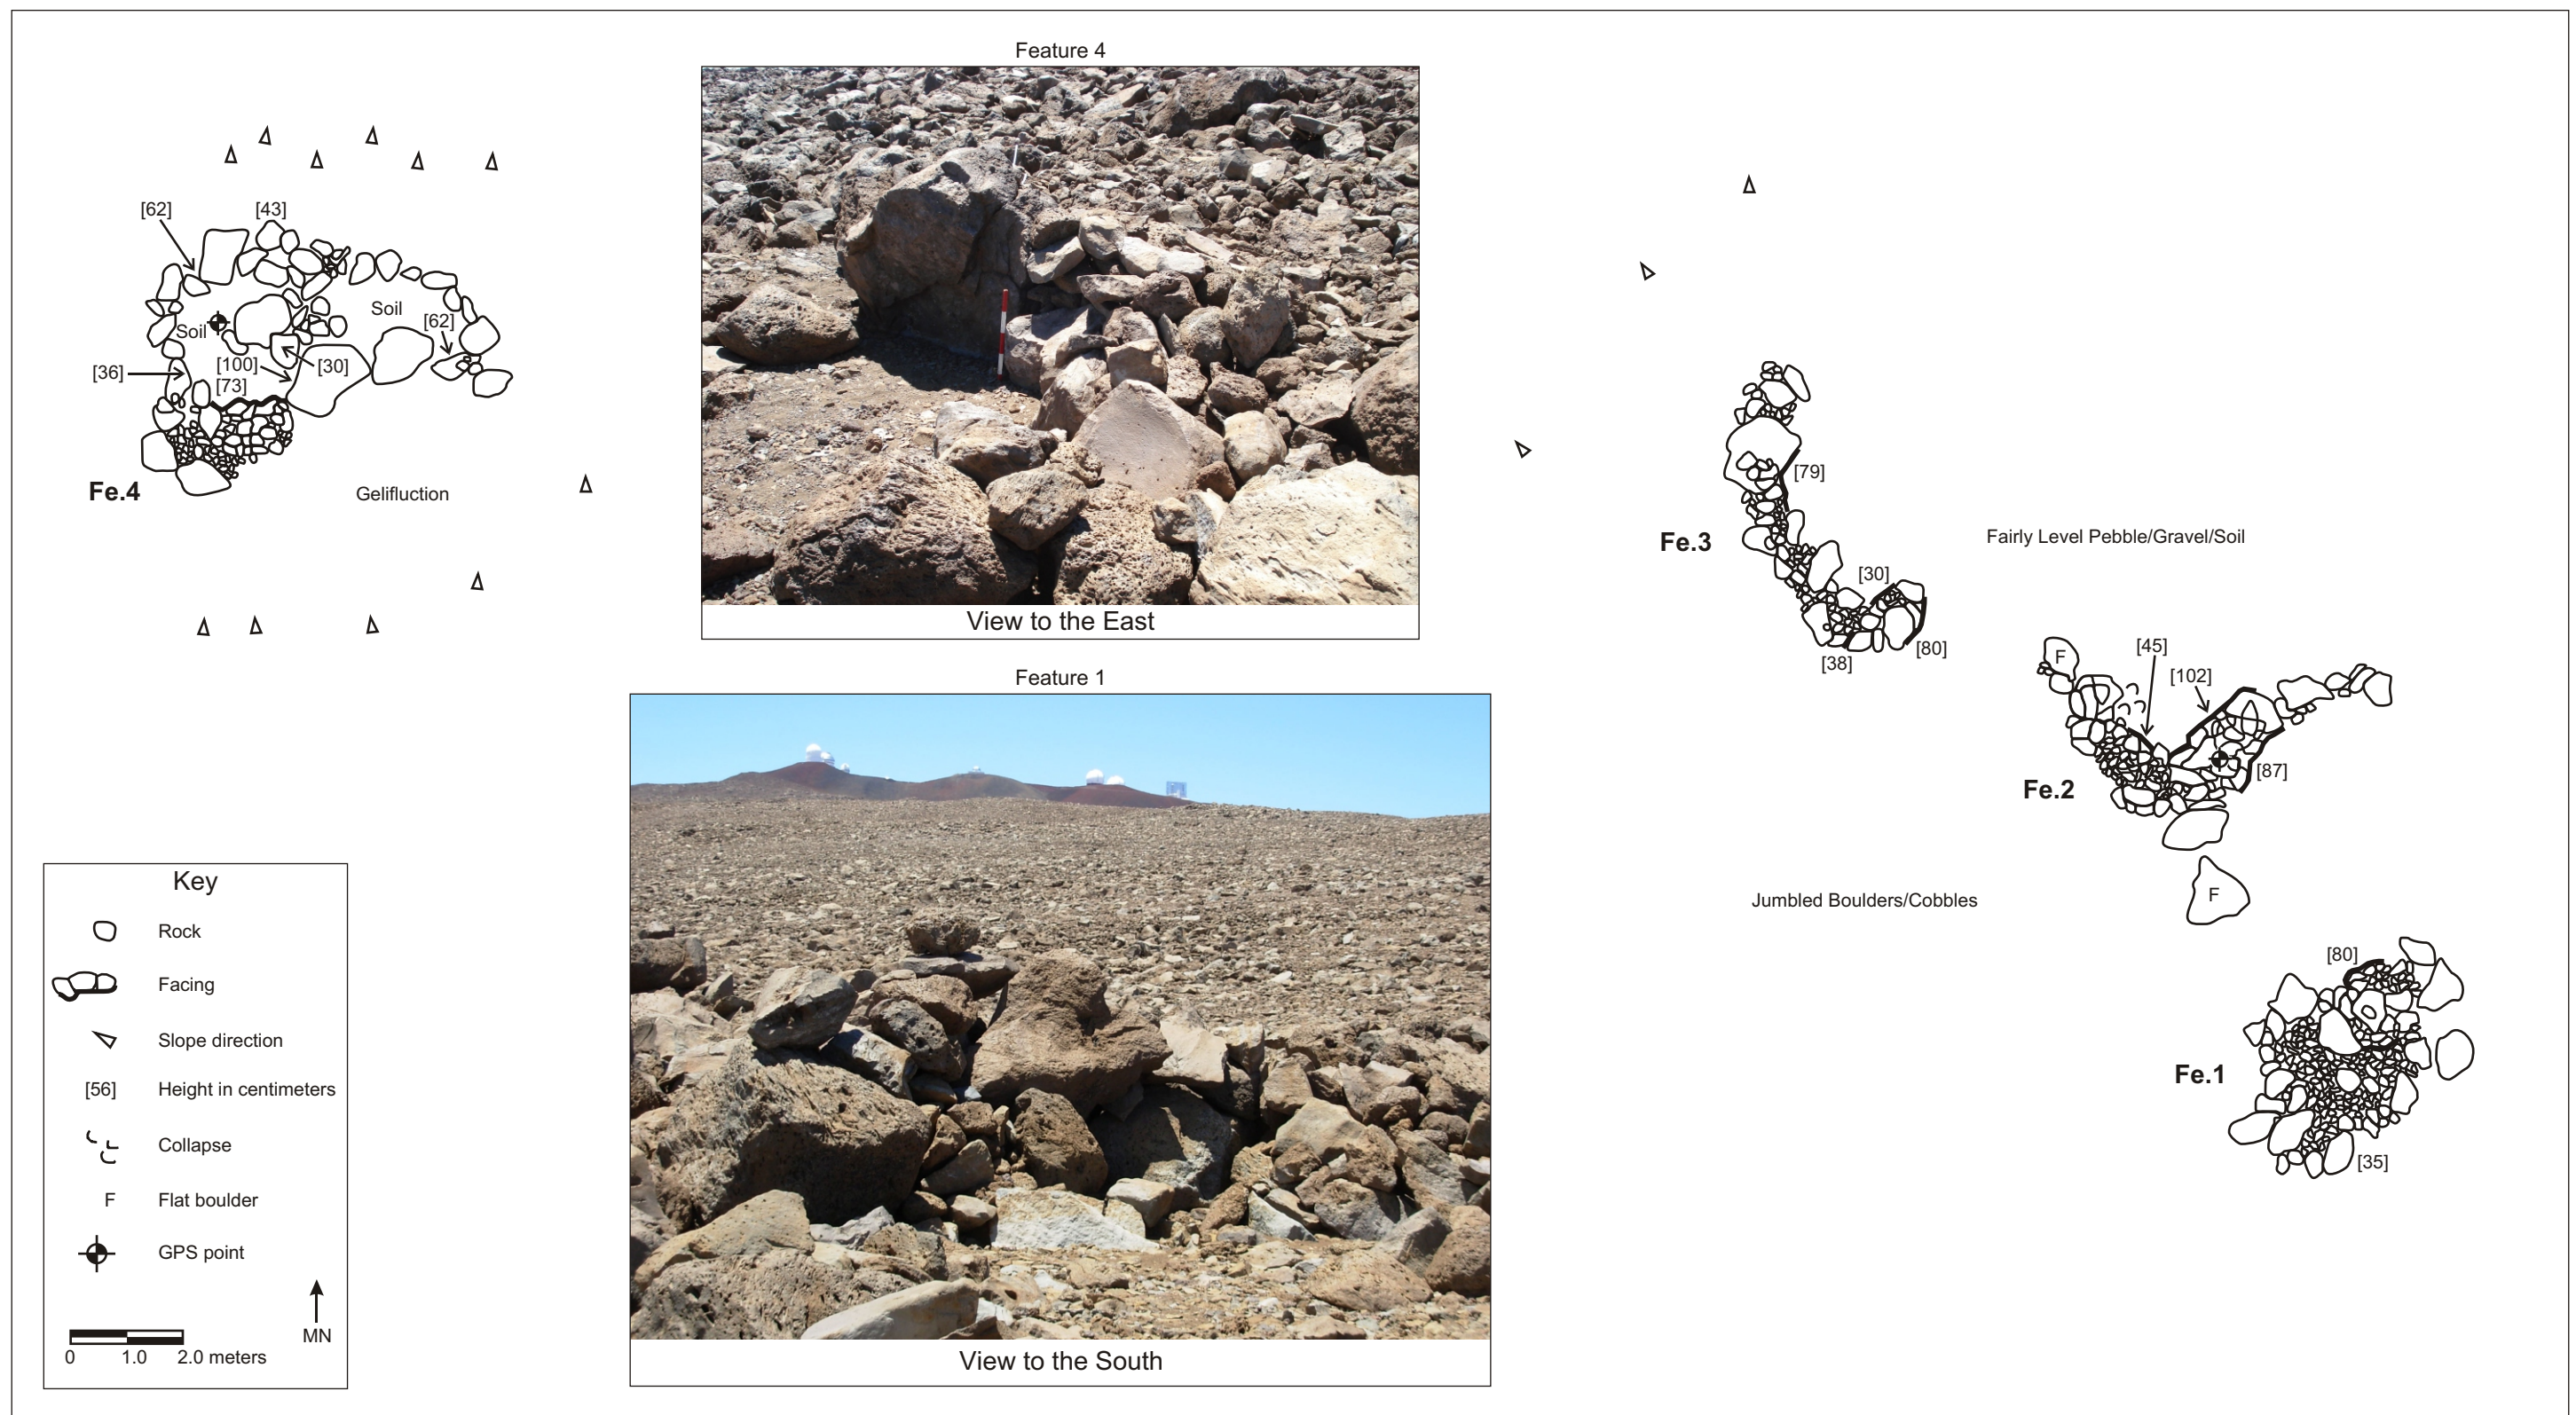 Feature 4
View to the East
Feature 1
View to the South
[62]
[43]
Soil
Soil
[62]
[36]
[100]
[73]
[30]
Fe.4
Gelifluction
Key
Rock
Facing
Slope direction
[56] Height in centimeters
Collapse
F Flat boulder
GPS point
MN
0 1.0 2.0 meters
[79]
Fe.3
Fairly Level Pebble/Gravel/Soil
[30]
[38]
[80]
F
[45]
[102]
[87]
Fe.2
Jumbled Boulders/Cobbles
F
[80]
Fe.1
[35]